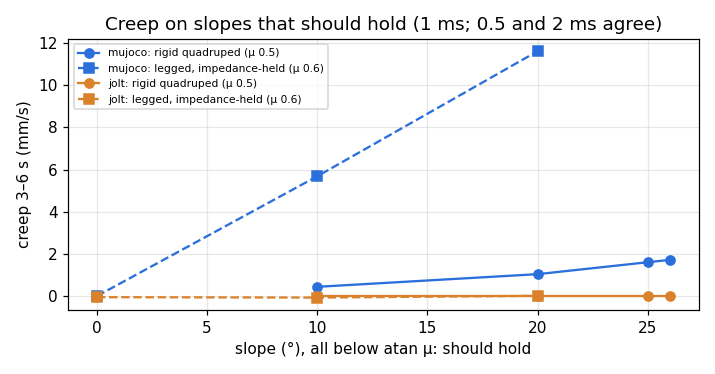 Creep on slopes that should hold (1 ms; 0.5 and 2 ms agree)
creep 3–6 s (mm/s)
12
10
8
6
4
2
0
mujoco: rigid quadruped (μ 0.5)
mujoco: legged, impedance-held (μ 0.6)
jolt: rigid quadruped (μ 0.5)
jolt: legged, impedance-held (μ 0.6)
0 5 10 15 20 25
slope (°), all below atan μ: should hold